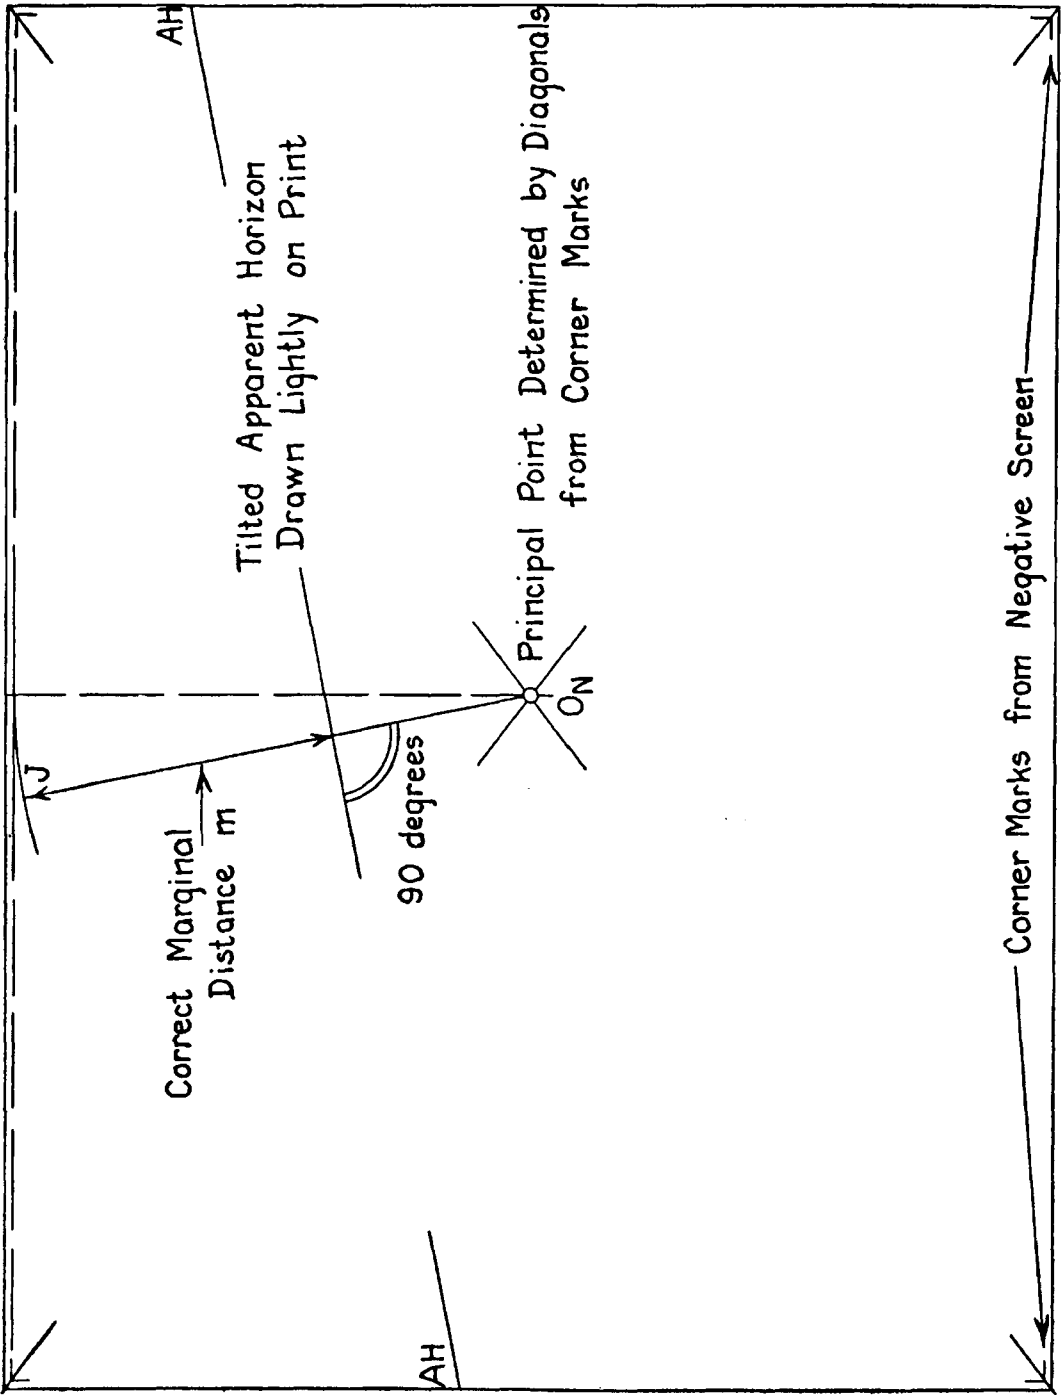 J
AH
Correct Marginal
Distance m
Tilted Apparent Horizon
Drawn Lightly on Print
90 degrees
AH
Principal Point Determined by Diagonals
from Corner Marks
ON
Corner Marks from Negative Screen